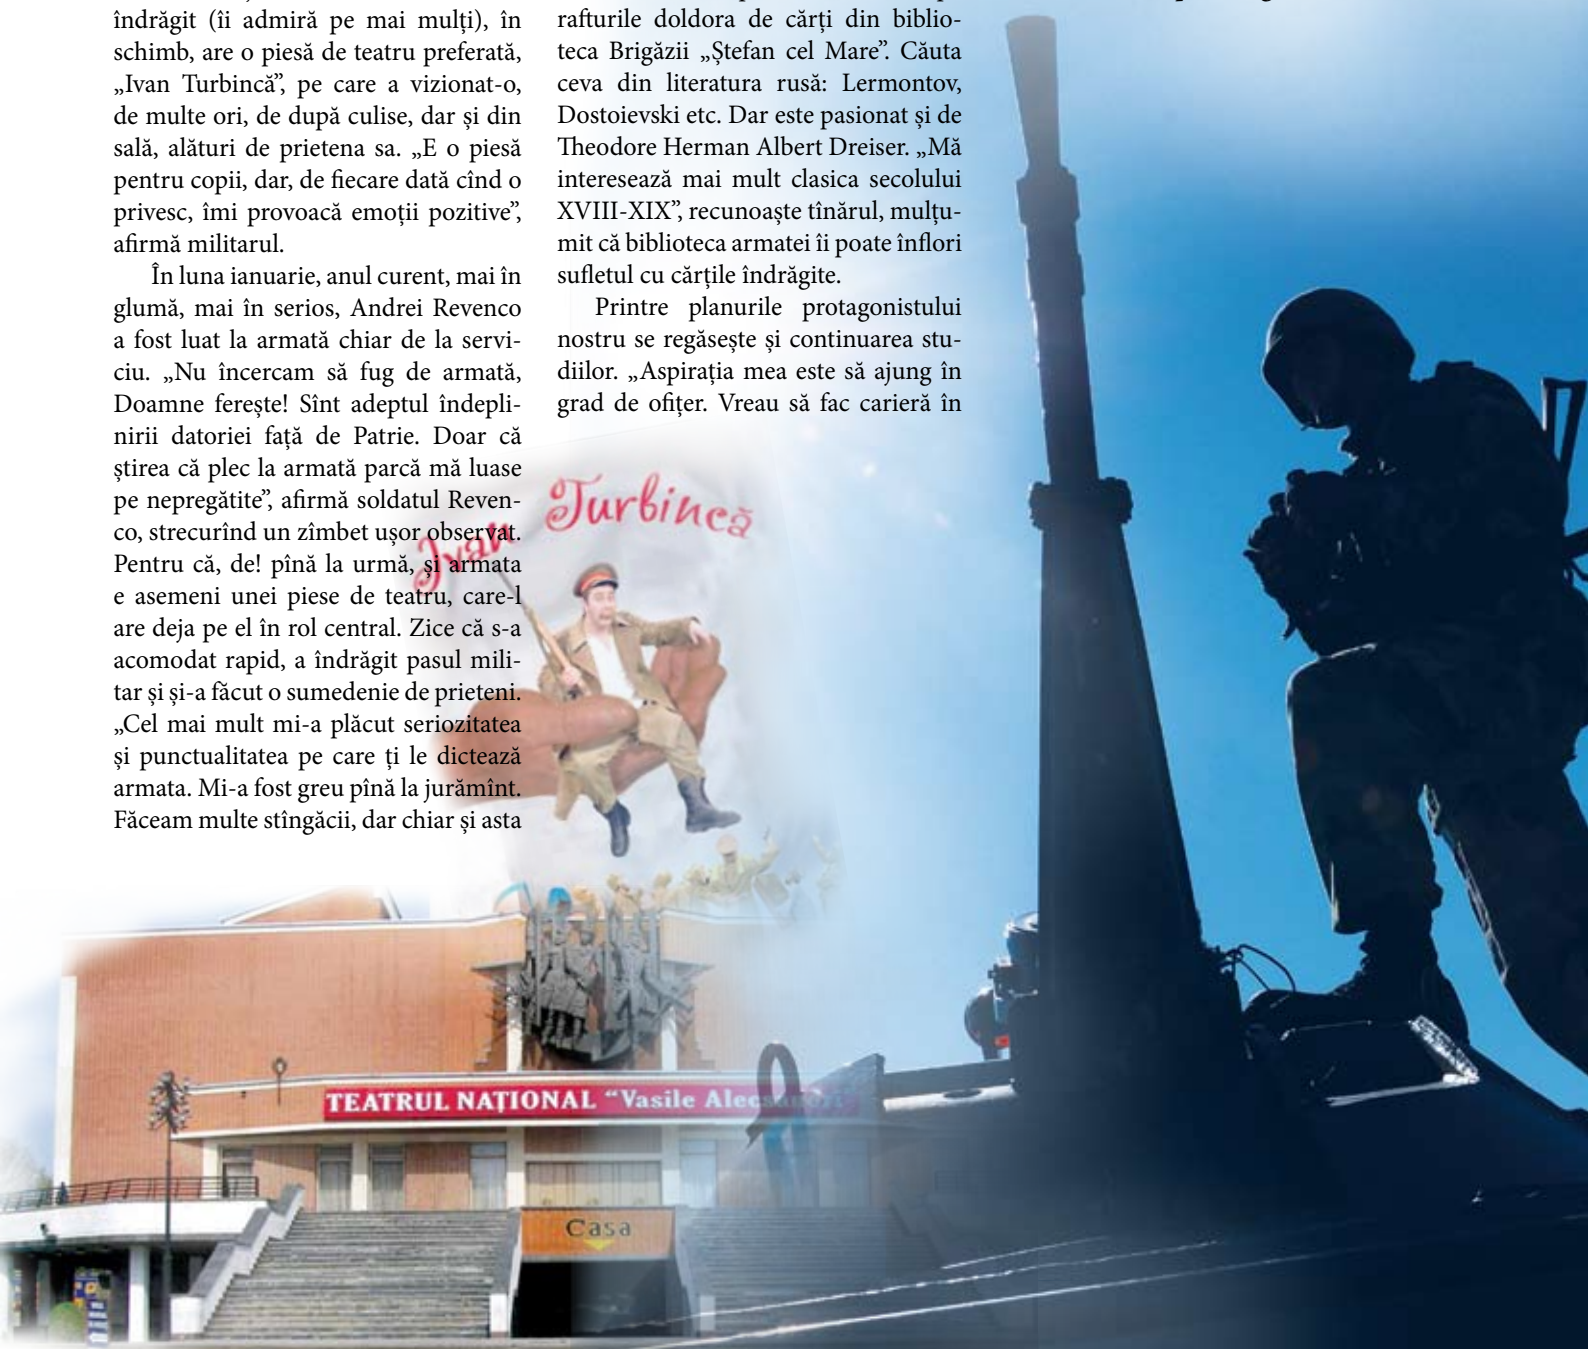 îndrăgit (îi admiră pe mai mulți), în
schimb, are o piesă de teatru preferată,
„Ivan Turbincă”, pe care a vizionat-o,
de multe ori, de după culise, dar și din
sală, alături de prietena sa. „E o piesă
pentru copii, dar, de fiecare dată cînd o
privesc, îmi provoacă emoții pozitive”,
afirmă militarul.
În luna ianuarie, anul curent, mai în
glumă, mai în serios, Andrei Revenco
a fost luat la armată chiar de la servi-
ciu. „Nu încercam să fug de armată,
Doamne ferește! Sînt adeptul îndepli-
nirii datoriei față de Patrie. Doar că
știrea că plec la armată parcă mă luase
pe nepregătite”, afirmă soldatul Reven-
co, strecurînd un zîmbet ușor observat.
Pentru că, de! pînă la urmă, și armata
e asemeni unei piese de teatru, care-l
are deja pe el în rol central. Zice că s-a
acomodat rapid, a îndrăgit pasul mili-
tar și și-a făcut o sumedenie de prieteni.
„Cel mai mult mi-a plăcut seriozitatea
și punctualitatea pe care ți le dictează
armata. Mi-a fost greu pînă la jurămînt.
Făceam multe stîngăcii, dar chiar și asta
rafturile doldora de cărți din biblio-
teca Brigăzii „Ștefan cel Mare”. Căuta
ceva din literatura rusă: Lermontov,
Dostoievski etc. Dar este pasionat și de
Theodore Herman Albert Dreiser. „Mă
interesează mai mult clasica secolului
XVIII-XIX”, recunoaște tînărul, mulțu-
mit că biblioteca armatei îi poate înflori
sufletul cu cărțile îndrăgite.
Printre planurile protagonistului
nostru se regăsește și continuarea stu-
diilor. „Aspirația mea este să ajung în
grad de ofițer. Vreau să fac carieră în
Ivan Turbincă
TEATRUL NAȚIONAL “Vasile Alecsandri”
Casa